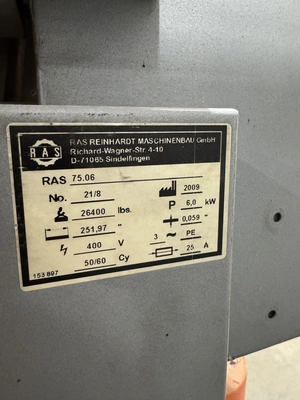 RAS
RAS REINHARDT MASCHINENBAU GmbH
Richard-Wagner-Str. 4-10
D-71065 Sindelfingen
RAS 75.06
No. 21/8 2009
26400 lbs. P 6,0 kW
251,97" 0,059"
400 V 3 ~ PE
50/60 Cy 25 A
153 897